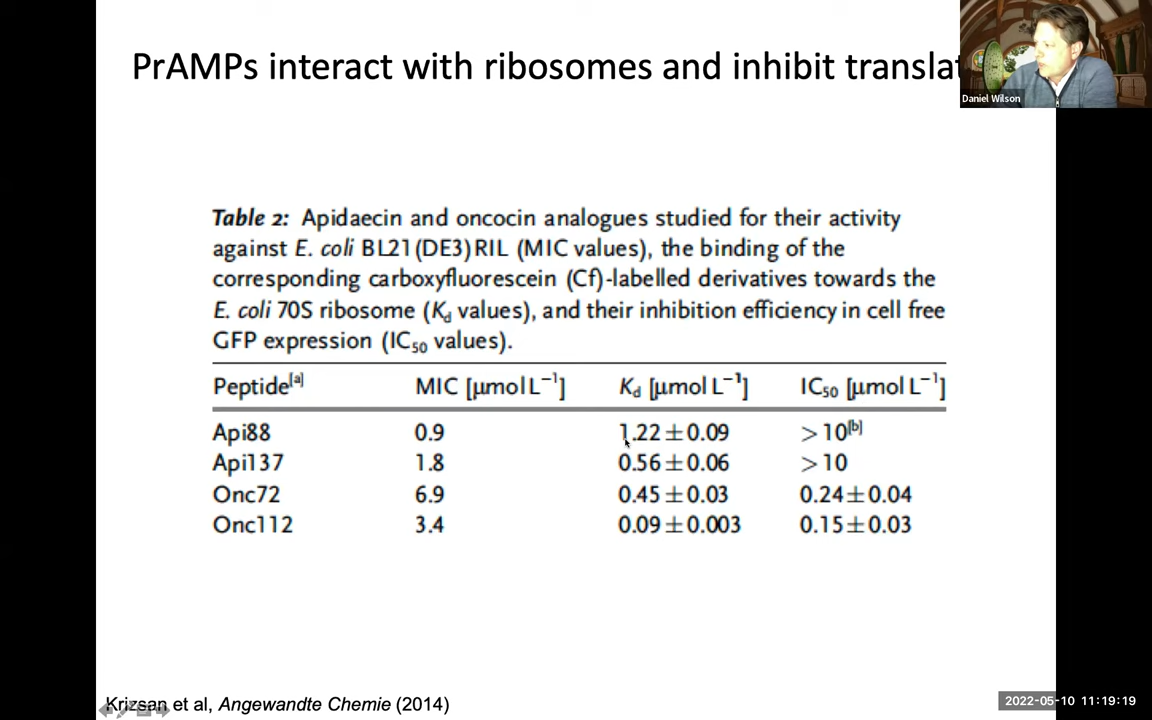 PrAMPs interact with ribosomes and inhibit translat
Daniel Wilson
Table 2: Apidaecin and oncocin analogues studied for their activity
against E. coli BL21(DE3)RIL (MIC values), the binding of the
corresponding carboxyfluorescein (Cf)-labelled derivatives towards the
E. coli 70S ribosome (Kd values), and their inhibition efficiency in cell free
GFP expression (IC50 values).
Peptide[a] MIC [μmol L−1] Kd [μmol L−1] IC50 [μmol L−1]
Api88 0.9 1.22±0.09 >10[b]
Api137 1.8 0.56±0.06 >10
Onc72 6.9 0.45±0.03 0.24±0.04
Onc112 3.4 0.09±0.003 0.15±0.03
Krizsan et al, Angewandte Chemie (2014)
2022-05-10 11:19:19